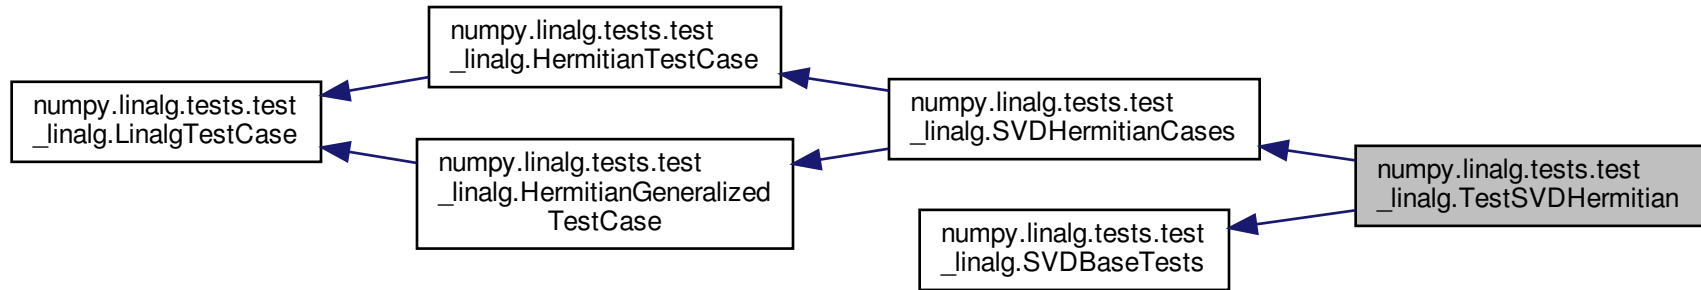 numpy.linalg.tests.test
_linalg.LinalgTestCase
numpy.linalg.tests.test
_linalg.HermitianTestCase
numpy.linalg.tests.test
_linalg.HermitianGeneralized
TestCase
numpy.linalg.tests.test
_linalg.SVDHermitianCases
numpy.linalg.tests.test
_linalg.SVDBaseTests
numpy.linalg.tests.test
_linalg.TestSVDHermitian